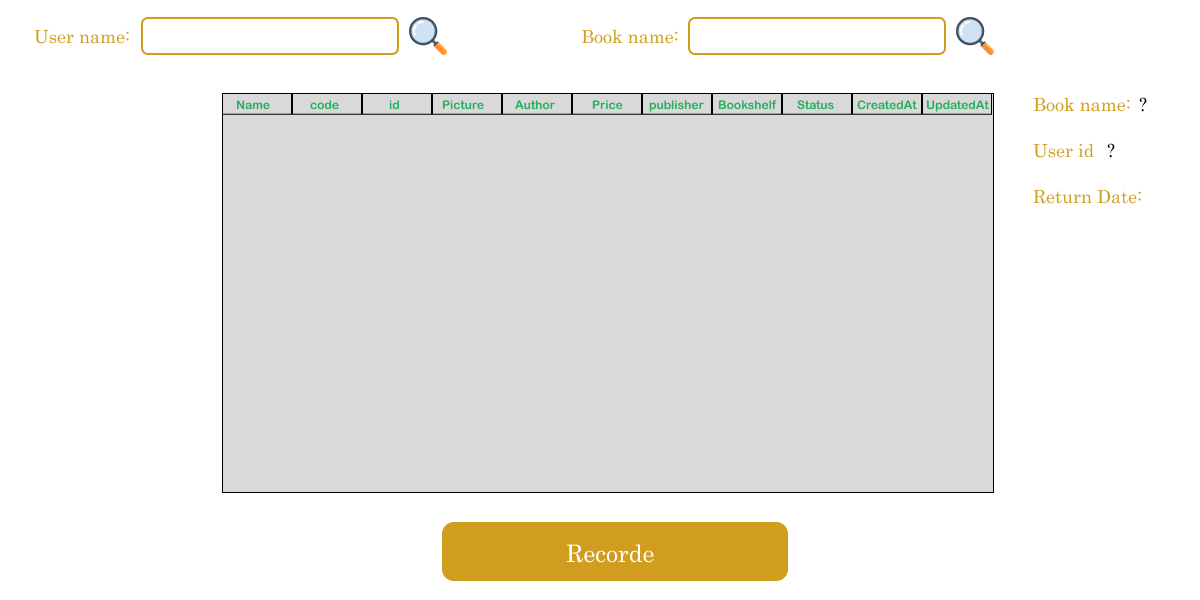 User name: Book name:
Name code id Picture Author Price publisher Bookshelf Status CreatedAt UpdatedAt
Book name: ?
User id ?
Return Date:
Recorde